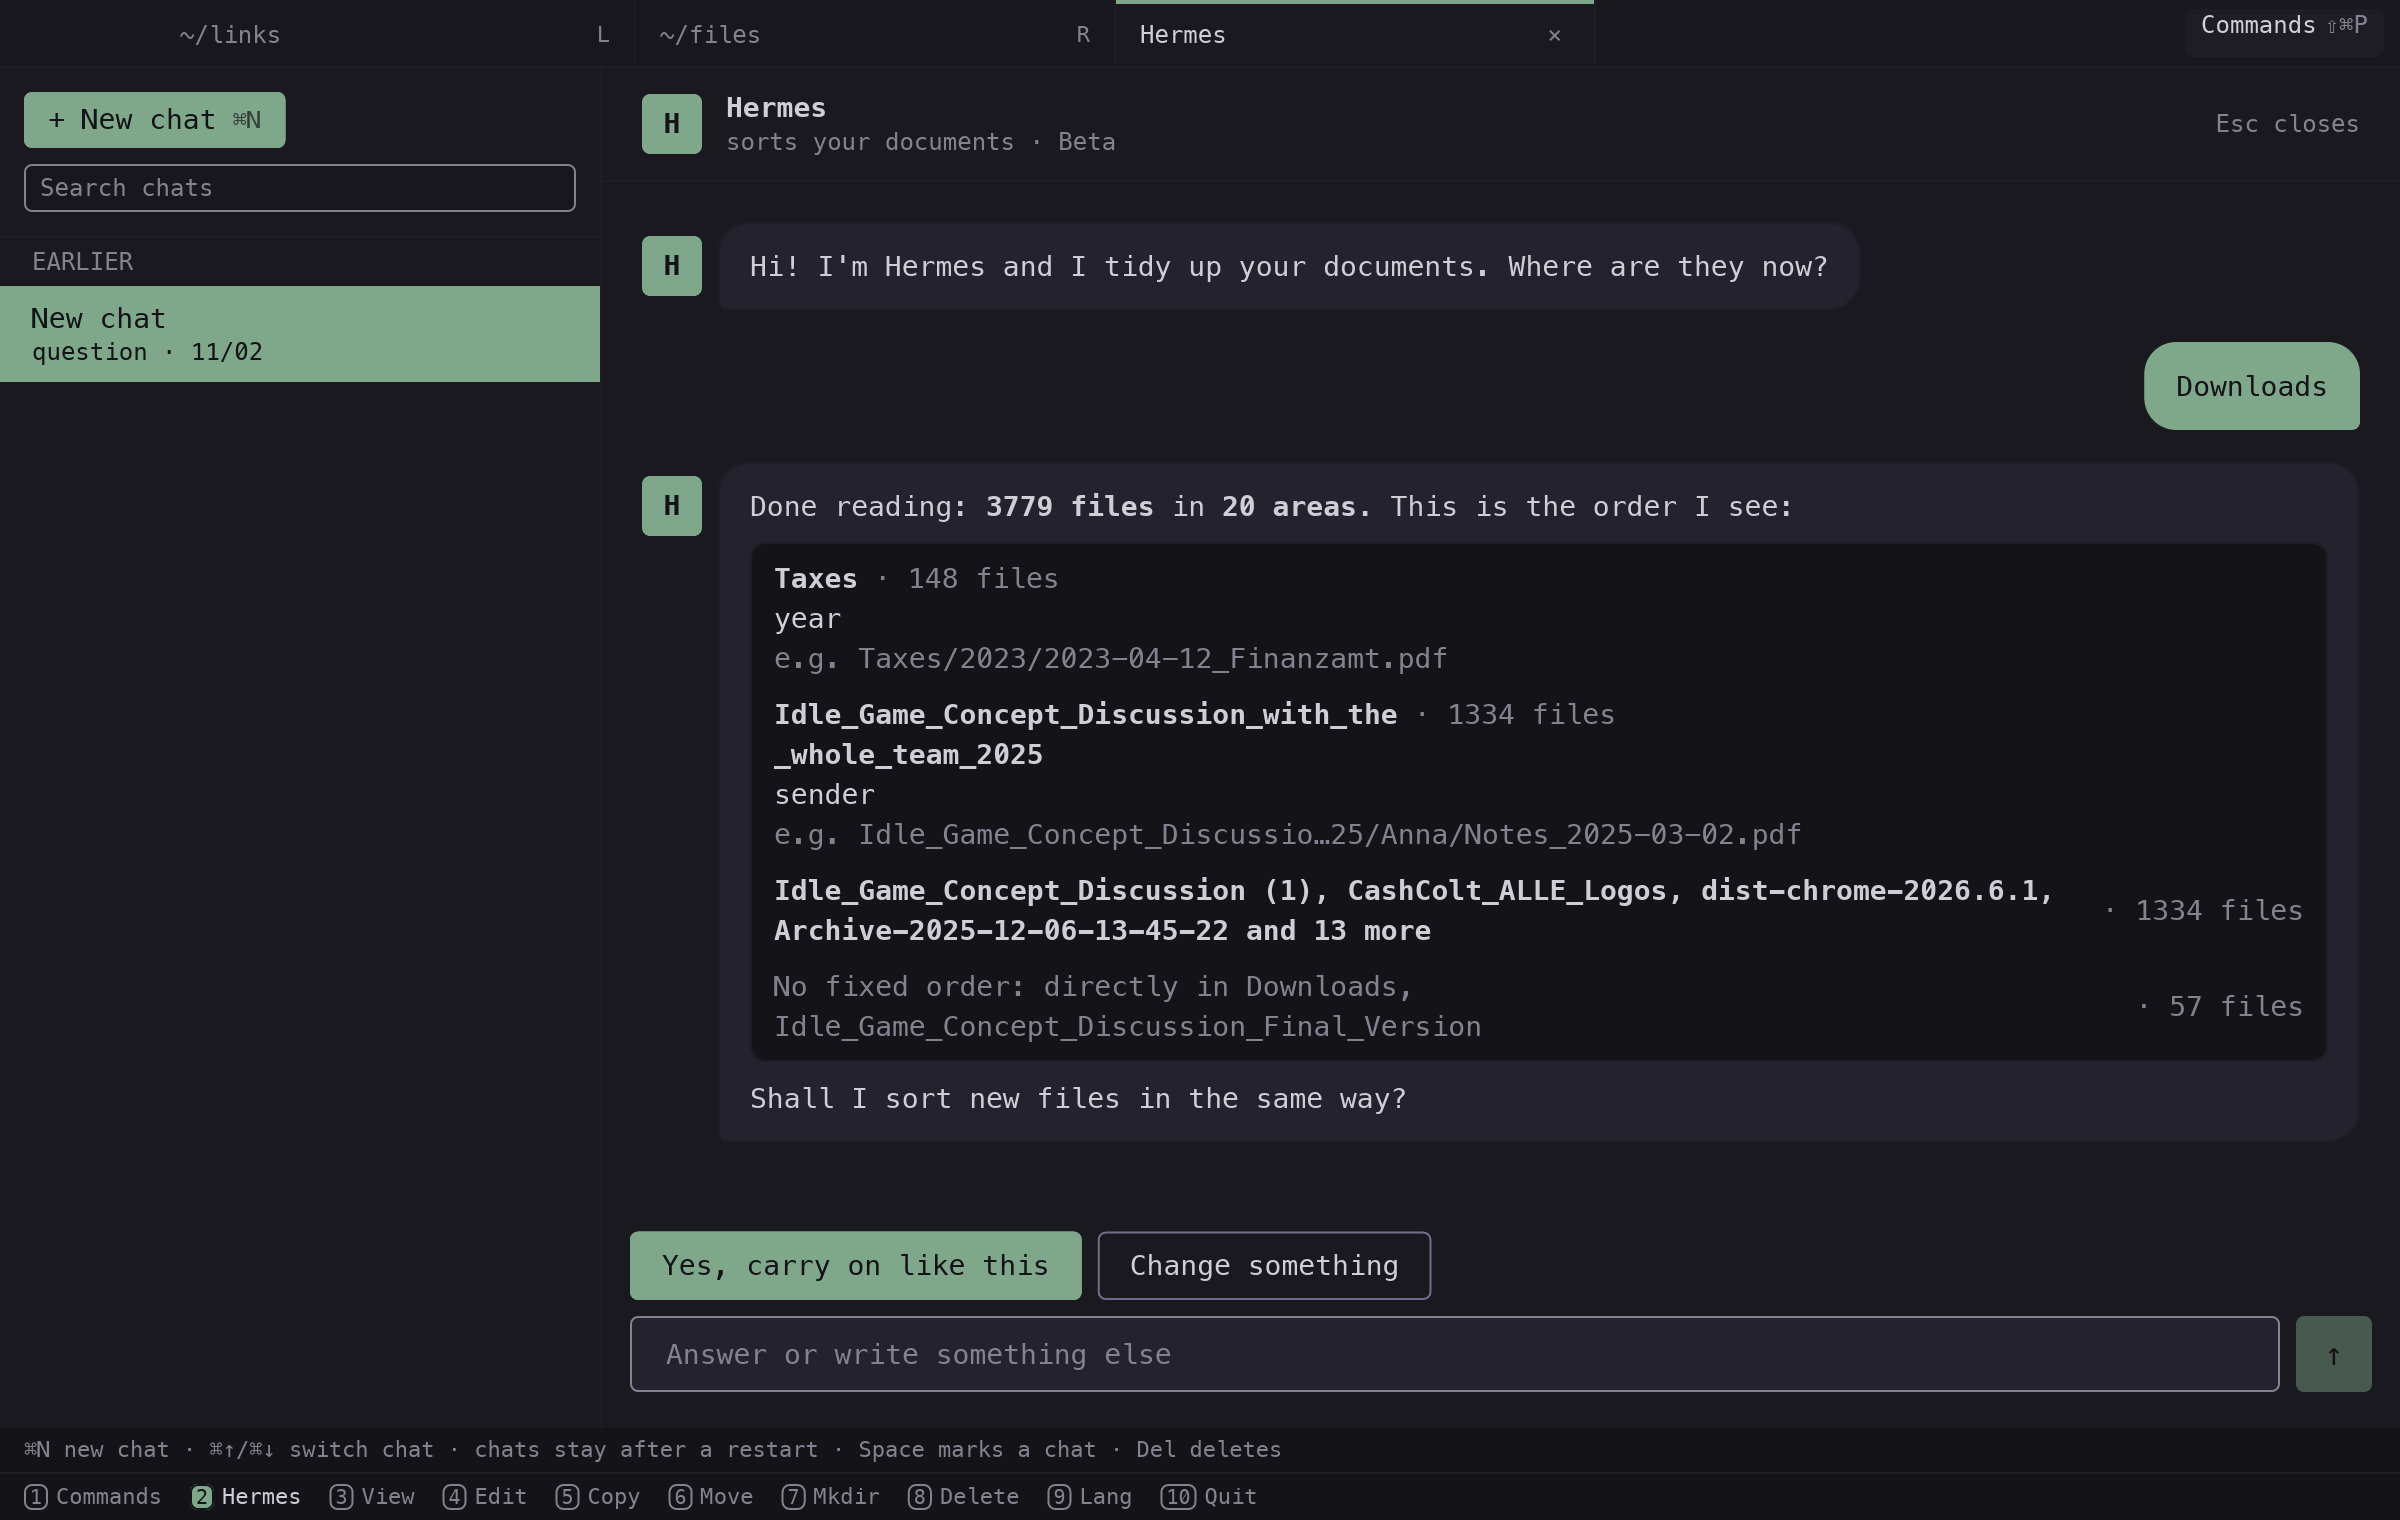 ~/links L ~/files R Hermes × Commands ⇧⌘P
+ New chat ⌘N
Search chats
EARLIER
New chat
question · 11/02
H Hermes
sorts your documents · Beta
Esc closes
H Hi! I'm Hermes and I tidy up your documents. Where are they now?
Downloads
H Done reading: 3779 files in 20 areas. This is the order I see:
Taxes · 148 files
year
e.g. Taxes/2023/2023-04-12_Finanzamt.pdf
Idle_Game_Concept_Discussion_with_the · 1334 files
_whole_team_2025
sender
e.g. Idle_Game_Concept_Discussio…25/Anna/Notes_2025-03-02.pdf
Idle_Game_Concept_Discussion (1), CashColt_ALLE_Logos, dist-chrome-2026.6.1,
Archive-2025-12-06-13-45-22 and 13 more
· 1334 files
No fixed order: directly in Downloads,
Idle_Game_Concept_Discussion_Final_Version
· 57 files
Shall I sort new files in the same way?
Yes, carry on like this Change something
Answer or write something else ↑
⌘N new chat · ⌘↑/⌘↓ switch chat · chats stay after a restart · Space marks a chat · Del deletes
1 Commands 2 Hermes 3 View 4 Edit 5 Copy 6 Move 7 Mkdir 8 Delete 9 Lang 10 Quit